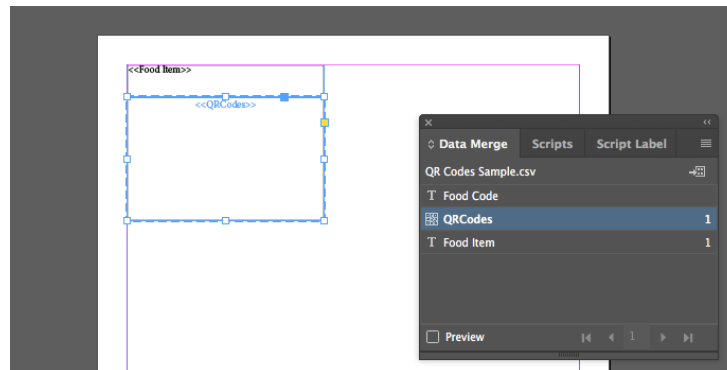 <<Food Item>>
<<QRCodes>>
Data Merge Scripts Script Label
QR Codes Sample.csv
T Food Code
QRCodes 1
T Food Item 1
Preview 1